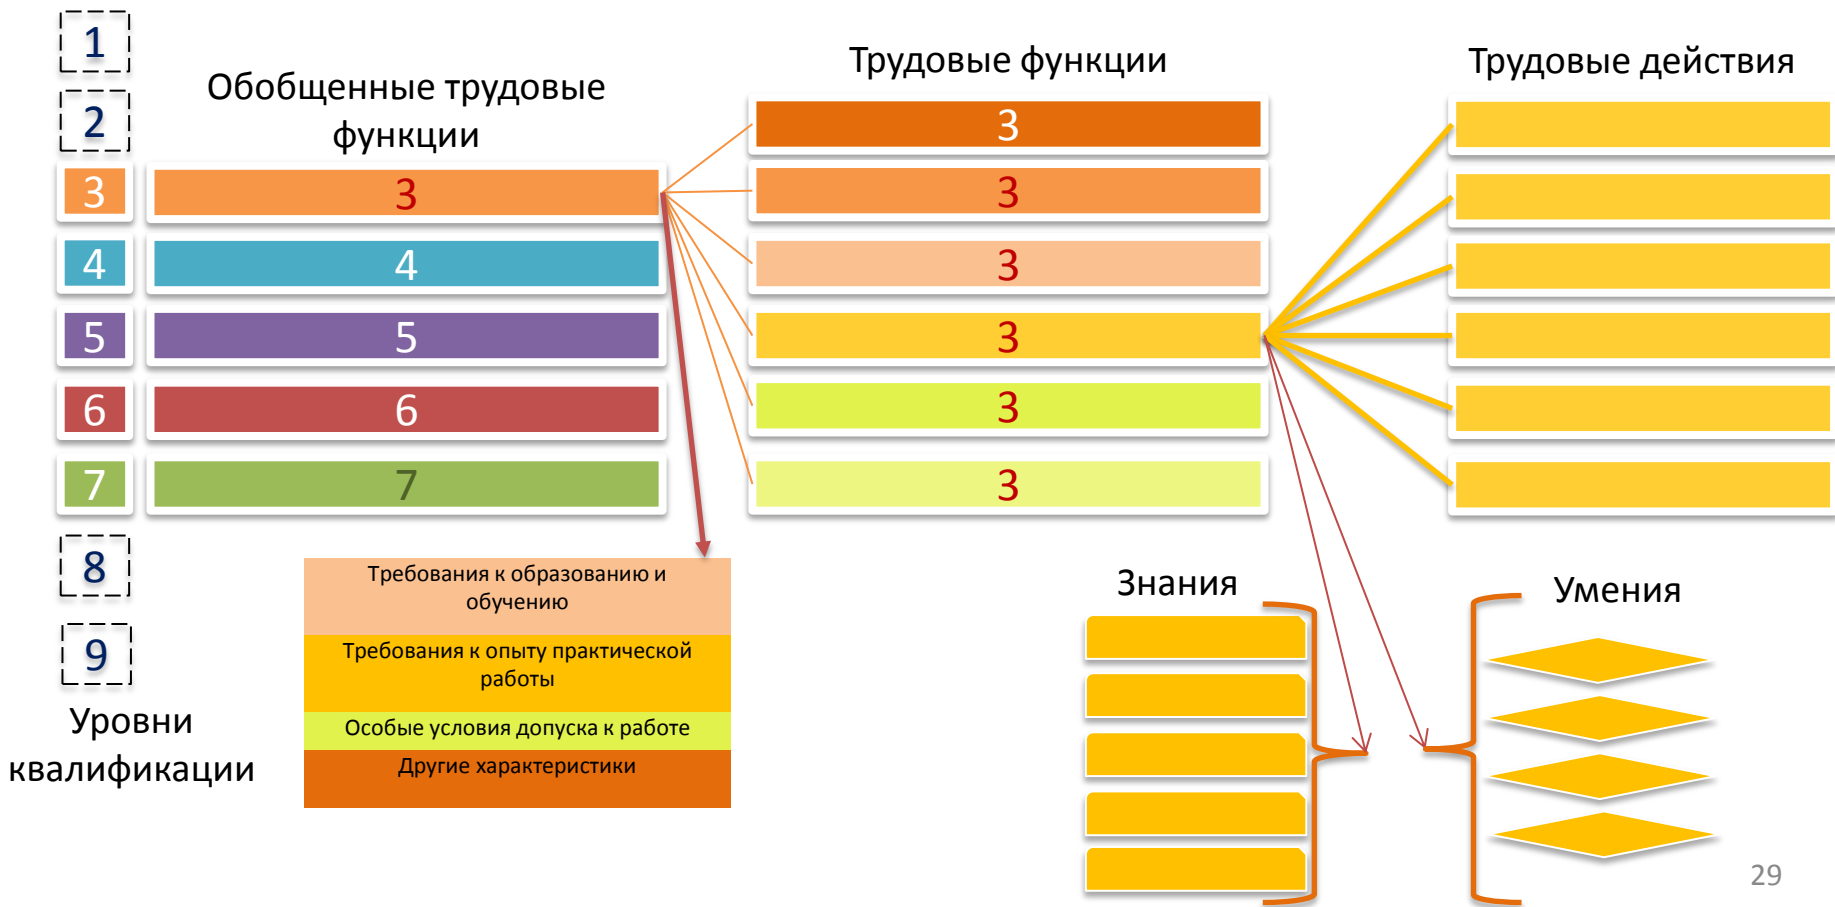 1
2
3
4
5
6
7
8
9
Уровни
квалификации
Обобщенные трудовые
функции
3
4
5
6
7
Требования к образованию и
обучению
Требования к опыту практической
работы
Особые условия допуска к работе
Другие характеристики
Трудовые функции
3
3
3
3
3
3
Трудовые действия
Знания
Умения
29